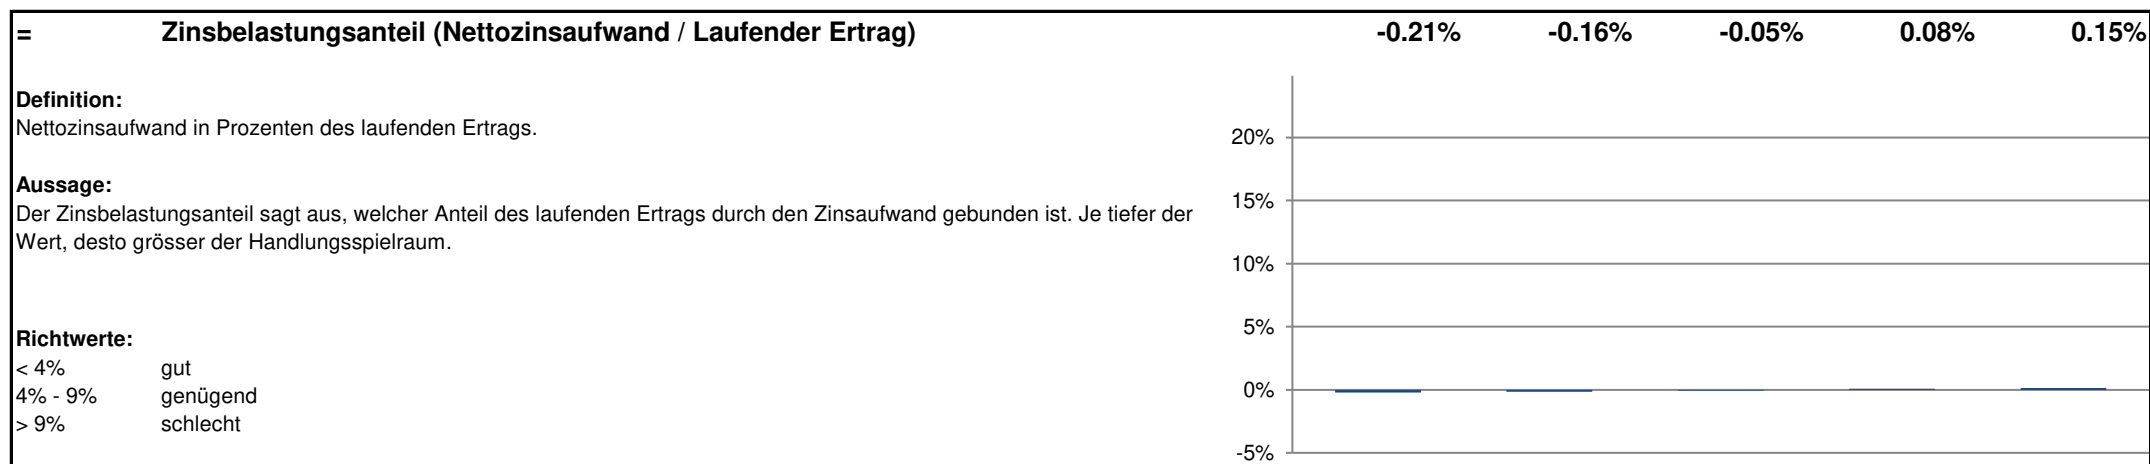 = Zinsbelastungsanteil (Nettozinsaufwand / Laufender Ertrag) -0.21% -0.16% -0.05% 0.08% 0.15%
Definition:
Nettozinsaufwand in Prozenten des laufenden Ertrags.
Aussage:
Der Zinsbelastungsanteil sagt aus, welcher Anteil des laufenden Ertrags durch den Zinsaufwand gebunden ist. Je tiefer der
Wert, desto grösser der Handlungsspielraum.
Richtwerte:
< 4% gut
4% - 9% genügend
> 9% schlecht
20%
15%
10%
5%
0%
-5%